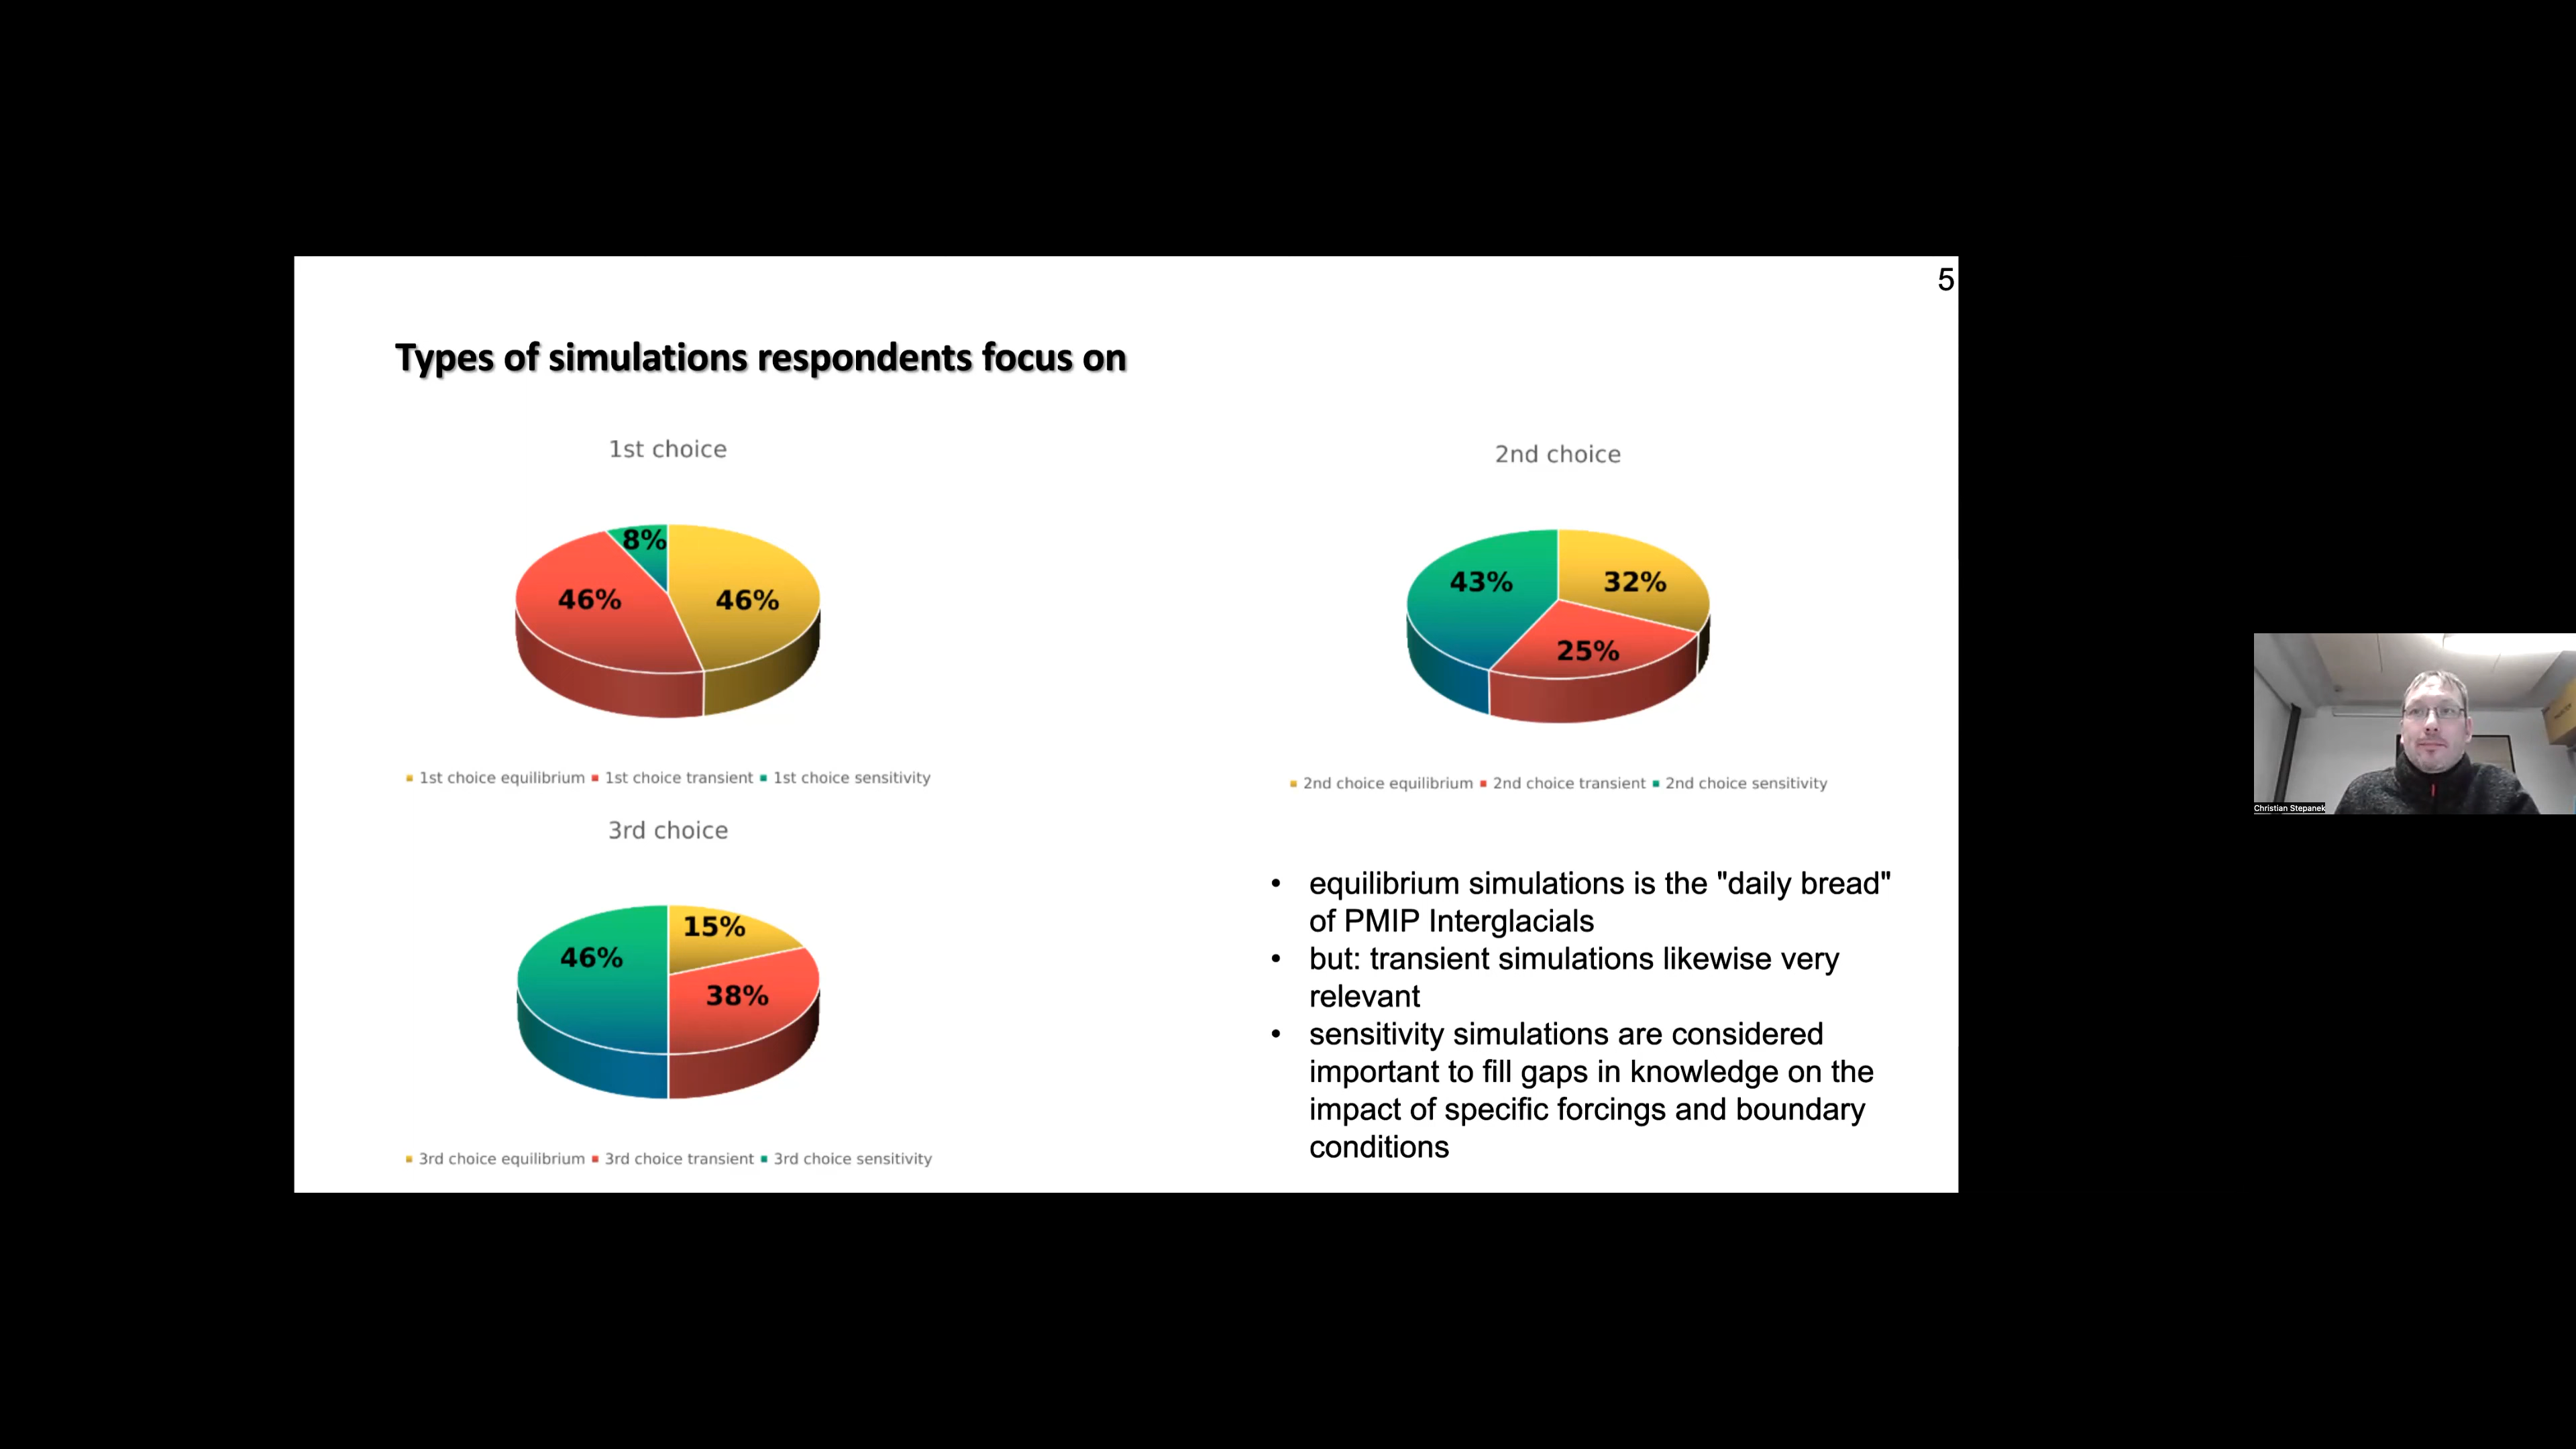 5
Types of simulations respondents focus on
1st choice
8%
46%
46%
1st choice equilibrium 1st choice transient 1st choice sensitivity
2nd choice
43%
32%
25%
2nd choice equilibrium 2nd choice transient 2nd choice sensitivity
3rd choice
15%
46%
38%
3rd choice equilibrium 3rd choice transient 3rd choice sensitivity
• equilibrium simulations is the "daily bread"
of PMIP Interglacials
• but: transient simulations likewise very
relevant
• sensitivity simulations are considered
important to fill gaps in knowledge on the
impact of specific forcings and boundary
conditions
Christian Stepanek